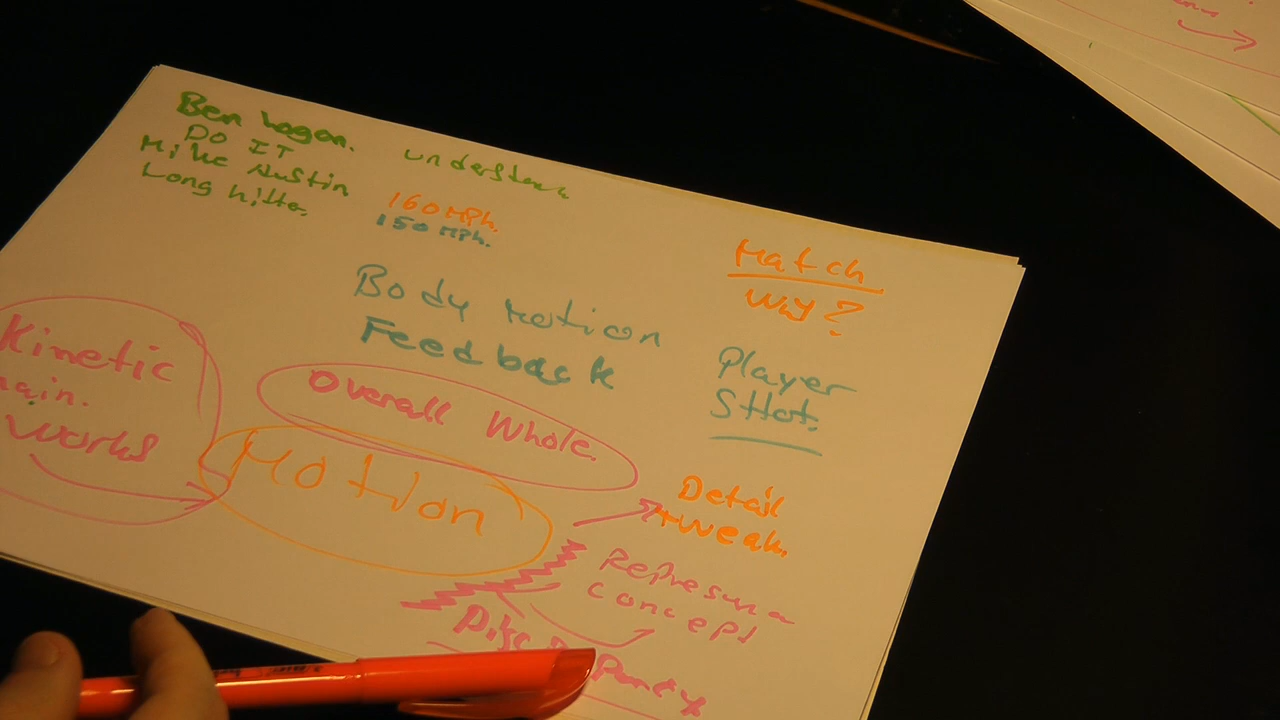 Ben Hogan.
Do IT
Mike Austin
Long hitter.
understand
160 MPh.
150 MPh.
Match
Why?
Body Motion
Feedback
Player
SHot.
Kinetic
Works
Overall Whole.
Motion
Detail
tweak.
Concept